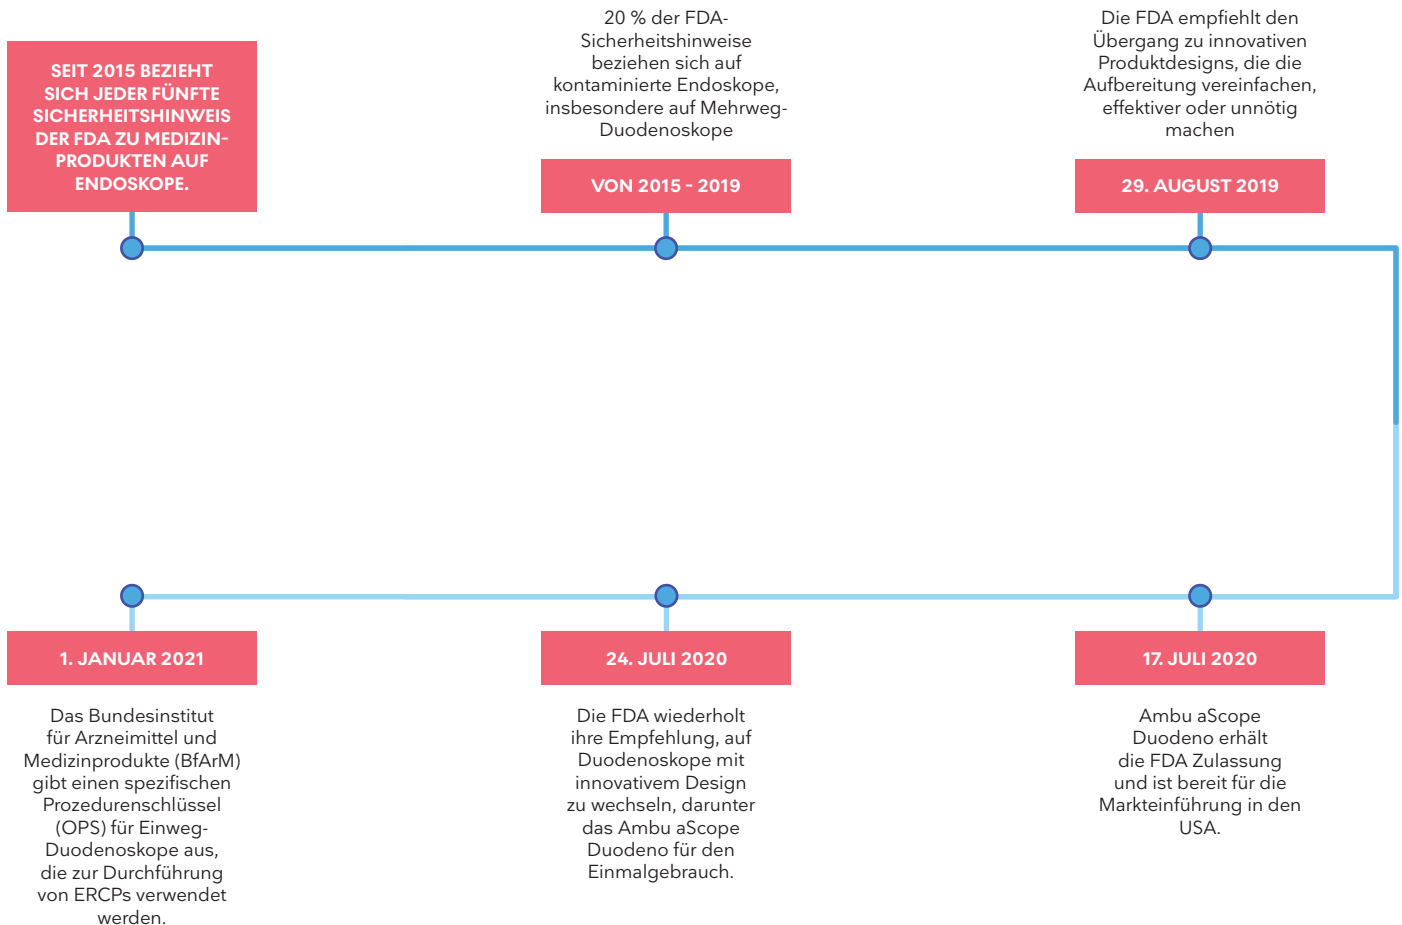 SEIT 2015 BEZIEHT
SICH JEDER FÜNFTE
SICHERHEITSHINWEIS
DER FDA ZU MEDIZIN-
PRODUKTEN AUF
ENDOSKOPE.
20 % der FDA-
Sicherheitshinweise
beziehen sich auf
kontaminierte Endoskope,
insbesondere auf Mehrweg-
Duodenoskope
VON 2015 - 2019
Die FDA empfiehlt den
Übergang zu innovativen
Produktdesigns, die die
Aufbereitung vereinfachen,
effektiver oder unnötig
machen
29. AUGUST 2019
17. JULI 2020
Ambu aScope
Duodeno erhält
die FDA Zulassung
und ist bereit für die
Markteinführung in den
USA.
24. JULI 2020
Die FDA wiederholt
ihre Empfehlung, auf
Duodenoskope mit
innovativem Design
zu wechseln, darunter
das Ambu aScope
Duodeno für den
Einmalgebrauch.
1. JANUAR 2021
Das Bundesinstitut
für Arzneimittel und
Medizinprodukte (BfArM)
gibt einen spezifischen
Prozedurenschlüssel
(OPS) für Einweg-
Duodenoskope aus,
die zur Durchführung
von ERCPs verwendet
werden.